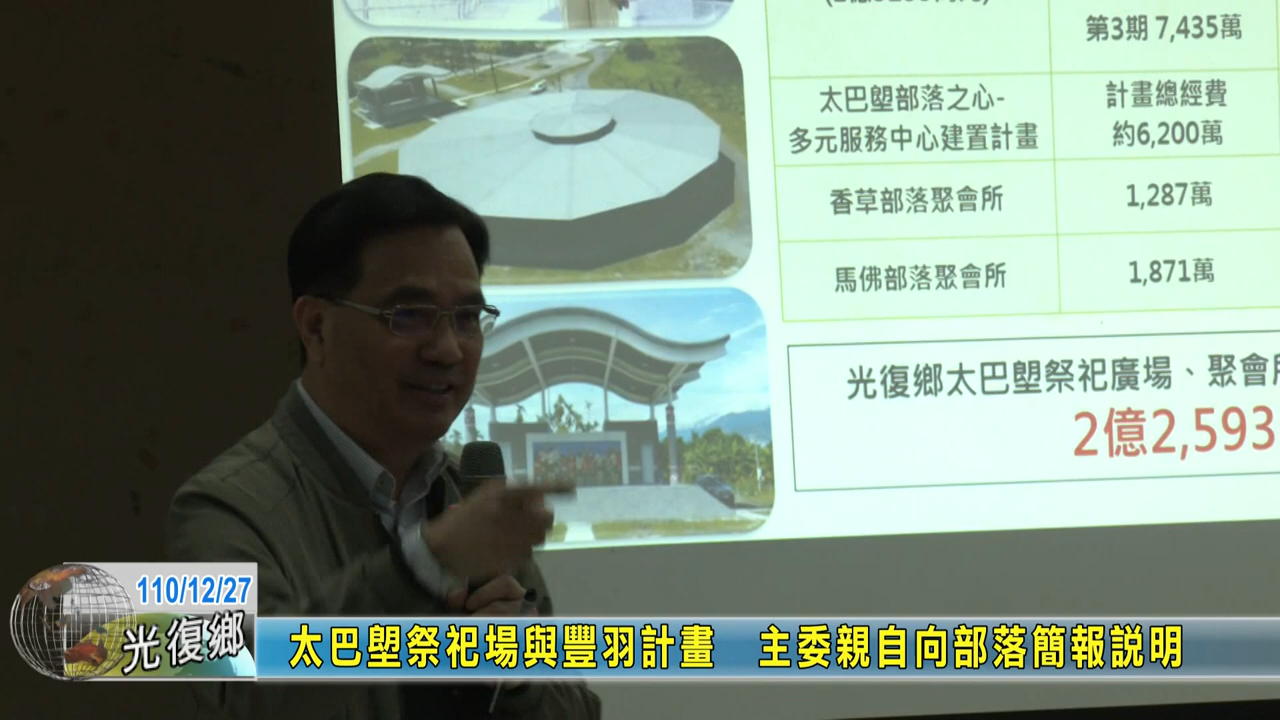 第3期 7,435萬
太巴塱部落之心-
多元服務中心建置計畫
計畫總經費
約6,200萬
香草部落聚會所
1,287萬
馬佛部落聚會所
1,871萬
光復鄉太巴塱祭祀廣場、聚會所
2億2,593
110/12/27
光復鄉
太巴塱祭祀場與豐羽計畫 主委親自向部落簡報説明